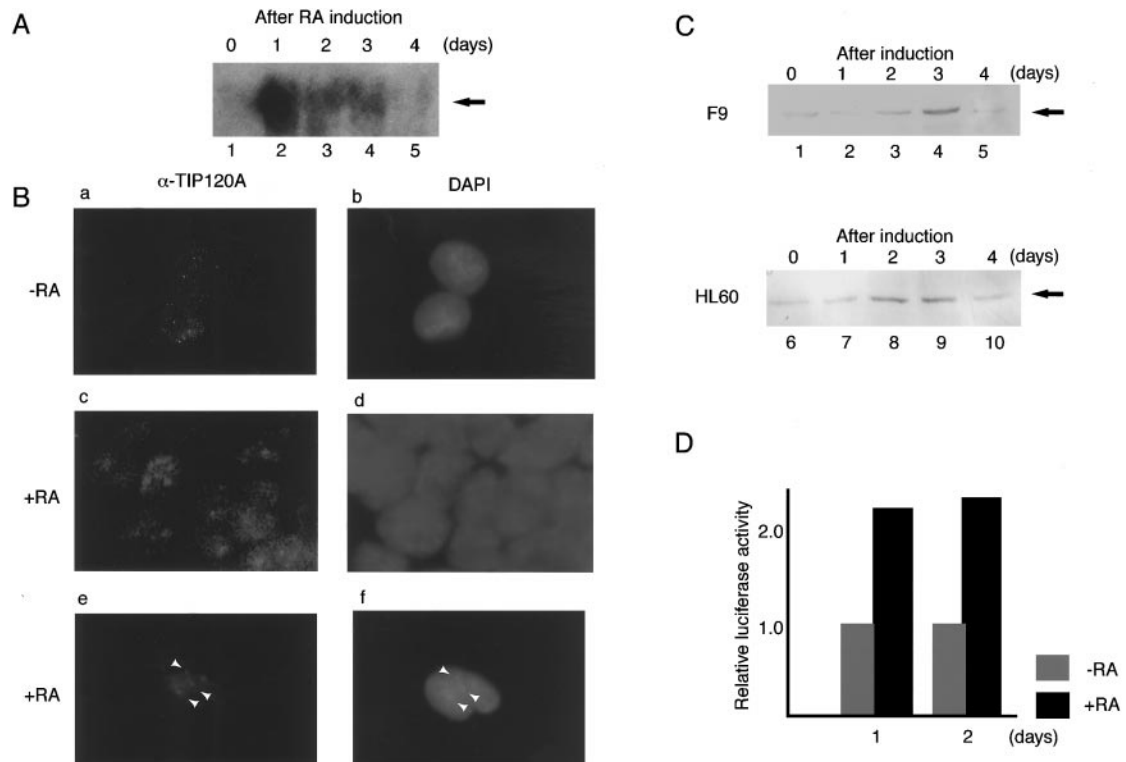 A
After RA induction
0 1 2 3 4 (days)
1 2 3 4 5
B
α-TIP120A DAPI
a b
-RA
c d
+RA
e f
+RA
C
After induction
0 1 2 3 4 (days)
F9
1 2 3 4 5
After induction
0 1 2 3 4 (days)
HL60
6 7 8 9 10
D
Relative luciferase activity
2.0
1.0
1 2 (days)
-RA
+RA